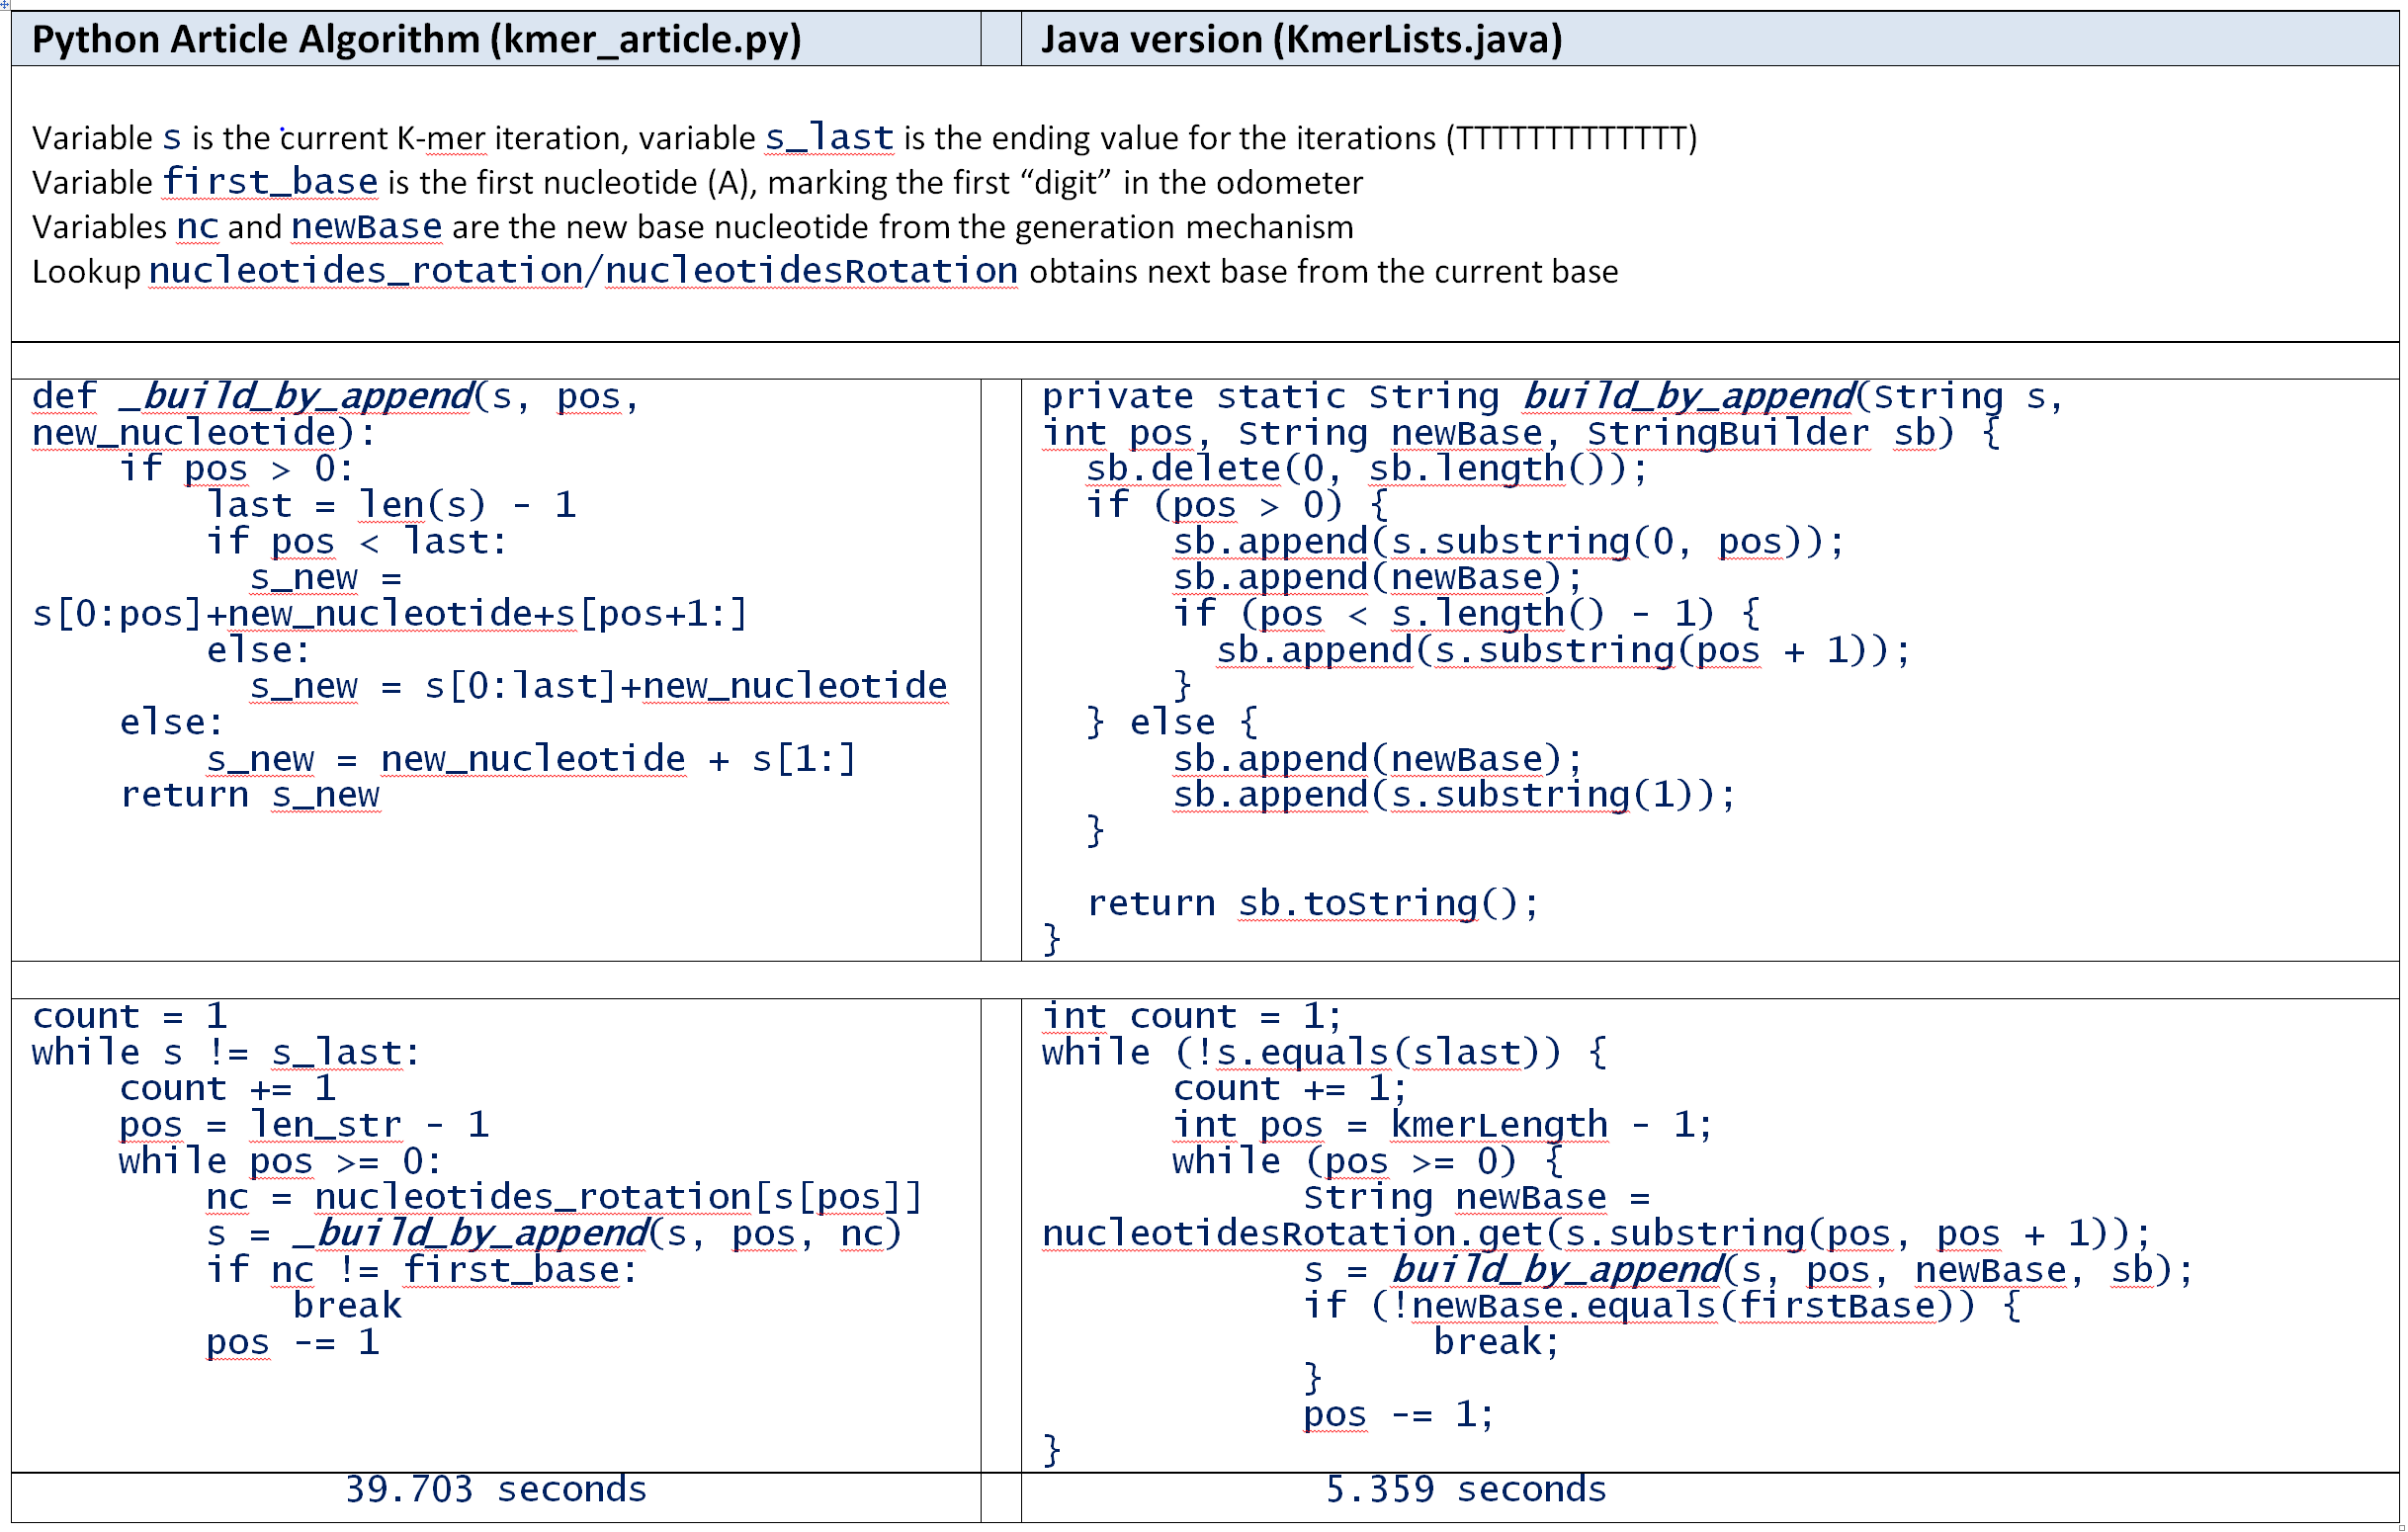 Python Article Algorithm (kmer_article.py)
Java version (KmerLists.java)
Variable s is the current K-mer iteration, variable s_last is the ending value for the iterations (TTTTTTTTTTTTT)
Variable first_base is the first nucleotide (A), marking the first “digit” in the odometer
Variables nc and newBase are the new base nucleotide from the generation mechanism
Lookup nucleotides_rotation/nucleotidesRotation obtains next base from the current base
def _build_by_append(s, pos,
new_nucleotide):
    if pos > 0:
        last = len(s) - 1
        if pos < last:
          s_new =
s[0:pos]+new_nucleotide+s[pos+1:]
        else:
          s_new = s[0:last]+new_nucleotide
    else:
        s_new = new_nucleotide + s[1:]
    return s_new
private static String build_by_append(String s,
int pos, String newBase, StringBuilder sb) {
  sb.delete(0, sb.length());
  if (pos > 0) {
      sb.append(s.substring(0, pos));
      sb.append(newBase);
      if (pos < s.length() - 1) {
        sb.append(s.substring(pos + 1));
      }
  } else {
      sb.append(newBase);
      sb.append(s.substring(1));
  }
  return sb.toString();
}
count = 1
while s != s_last:
    count += 1
    pos = len_str - 1
    while pos >= 0:
        nc = nucleotides_rotation[s[pos]]
        s = _build_by_append(s, pos, nc)
        if nc != first_base:
            break
        pos -= 1
int count = 1;
while (!s.equals(slast)) {
      count += 1;
      int pos = kmerLength - 1;
      while (pos >= 0) {
            String newBase =
nucleotidesRotation.get(s.substring(pos, pos + 1));
            s = build_by_append(s, pos, newBase, sb);
            if (!newBase.equals(firstBase)) {
                  break;
            }
            pos -= 1;
}
39.703 seconds
5.359 seconds